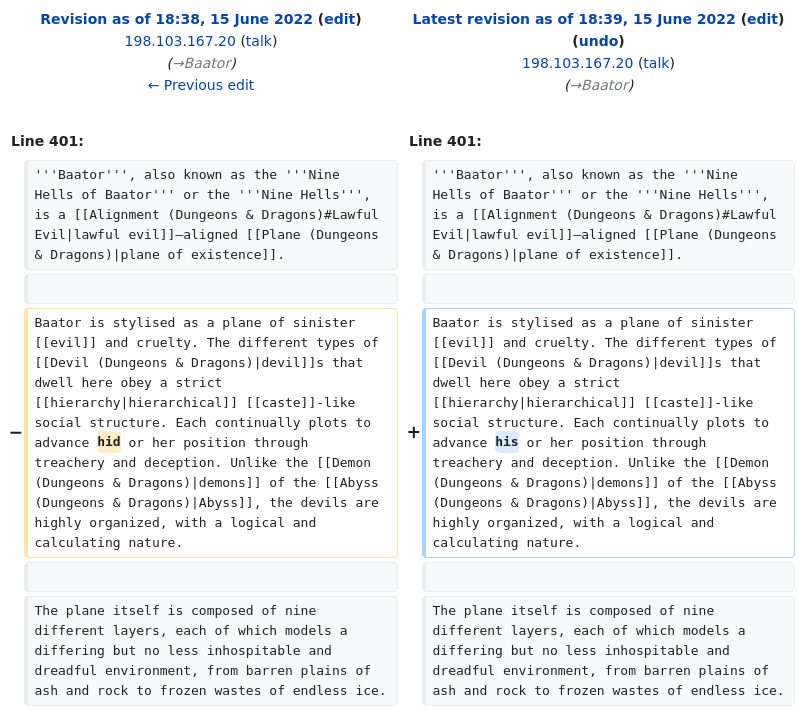 Revision as of 18:38, 15 June 2022 (edit)
198.103.167.20 (talk)
(→Baator)
← Previous edit
Latest revision as of 18:39, 15 June 2022 (edit)
(undo)
198.103.167.20 (talk)
(→Baator)
Line 401:
'''Baator''', also known as the '''Nine
Hells of Baator''' or the '''Nine Hells''',
is a [[Alignment (Dungeons & Dragons)#Lawful
Evil|lawful evil]]–aligned [[Plane (Dungeons
& Dragons)|plane of existence]].
−
Baator is stylised as a plane of sinister
[[evil]] and cruelty. The different types of
[[Devil (Dungeons & Dragons)|devil]]s that
dwell here obey a strict
[[hierarchy|hierarchical]] [[caste]]-like
social structure. Each continually plots to
advance hid or her position through
treachery and deception. Unlike the [[Demon
(Dungeons & Dragons)|demons]] of the [[Abyss
(Dungeons & Dragons)|Abyss]], the devils are
highly organized, with a logical and
calculating nature.
The plane itself is composed of nine
different layers, each of which models a
differing but no less inhospitable and
dreadful environment, from barren plains of
ash and rock to frozen wastes of endless ice.
Line 401:
'''Baator''', also known as the '''Nine
Hells of Baator''' or the '''Nine Hells''',
is a [[Alignment (Dungeons & Dragons)#Lawful
Evil|lawful evil]]–aligned [[Plane (Dungeons
& Dragons)|plane of existence]].
+
Baator is stylised as a plane of sinister
[[evil]] and cruelty. The different types of
[[Devil (Dungeons & Dragons)|devil]]s that
dwell here obey a strict
[[hierarchy|hierarchical]] [[caste]]-like
social structure. Each continually plots to
advance his or her position through
treachery and deception. Unlike the [[Demon
(Dungeons & Dragons)|demons]] of the [[Abyss
(Dungeons & Dragons)|Abyss]], the devils are
highly organized, with a logical and
calculating nature.
The plane itself is composed of nine
different layers, each of which models a
differing but no less inhospitable and
dreadful environment, from barren plains of
ash and rock to frozen wastes of endless ice.